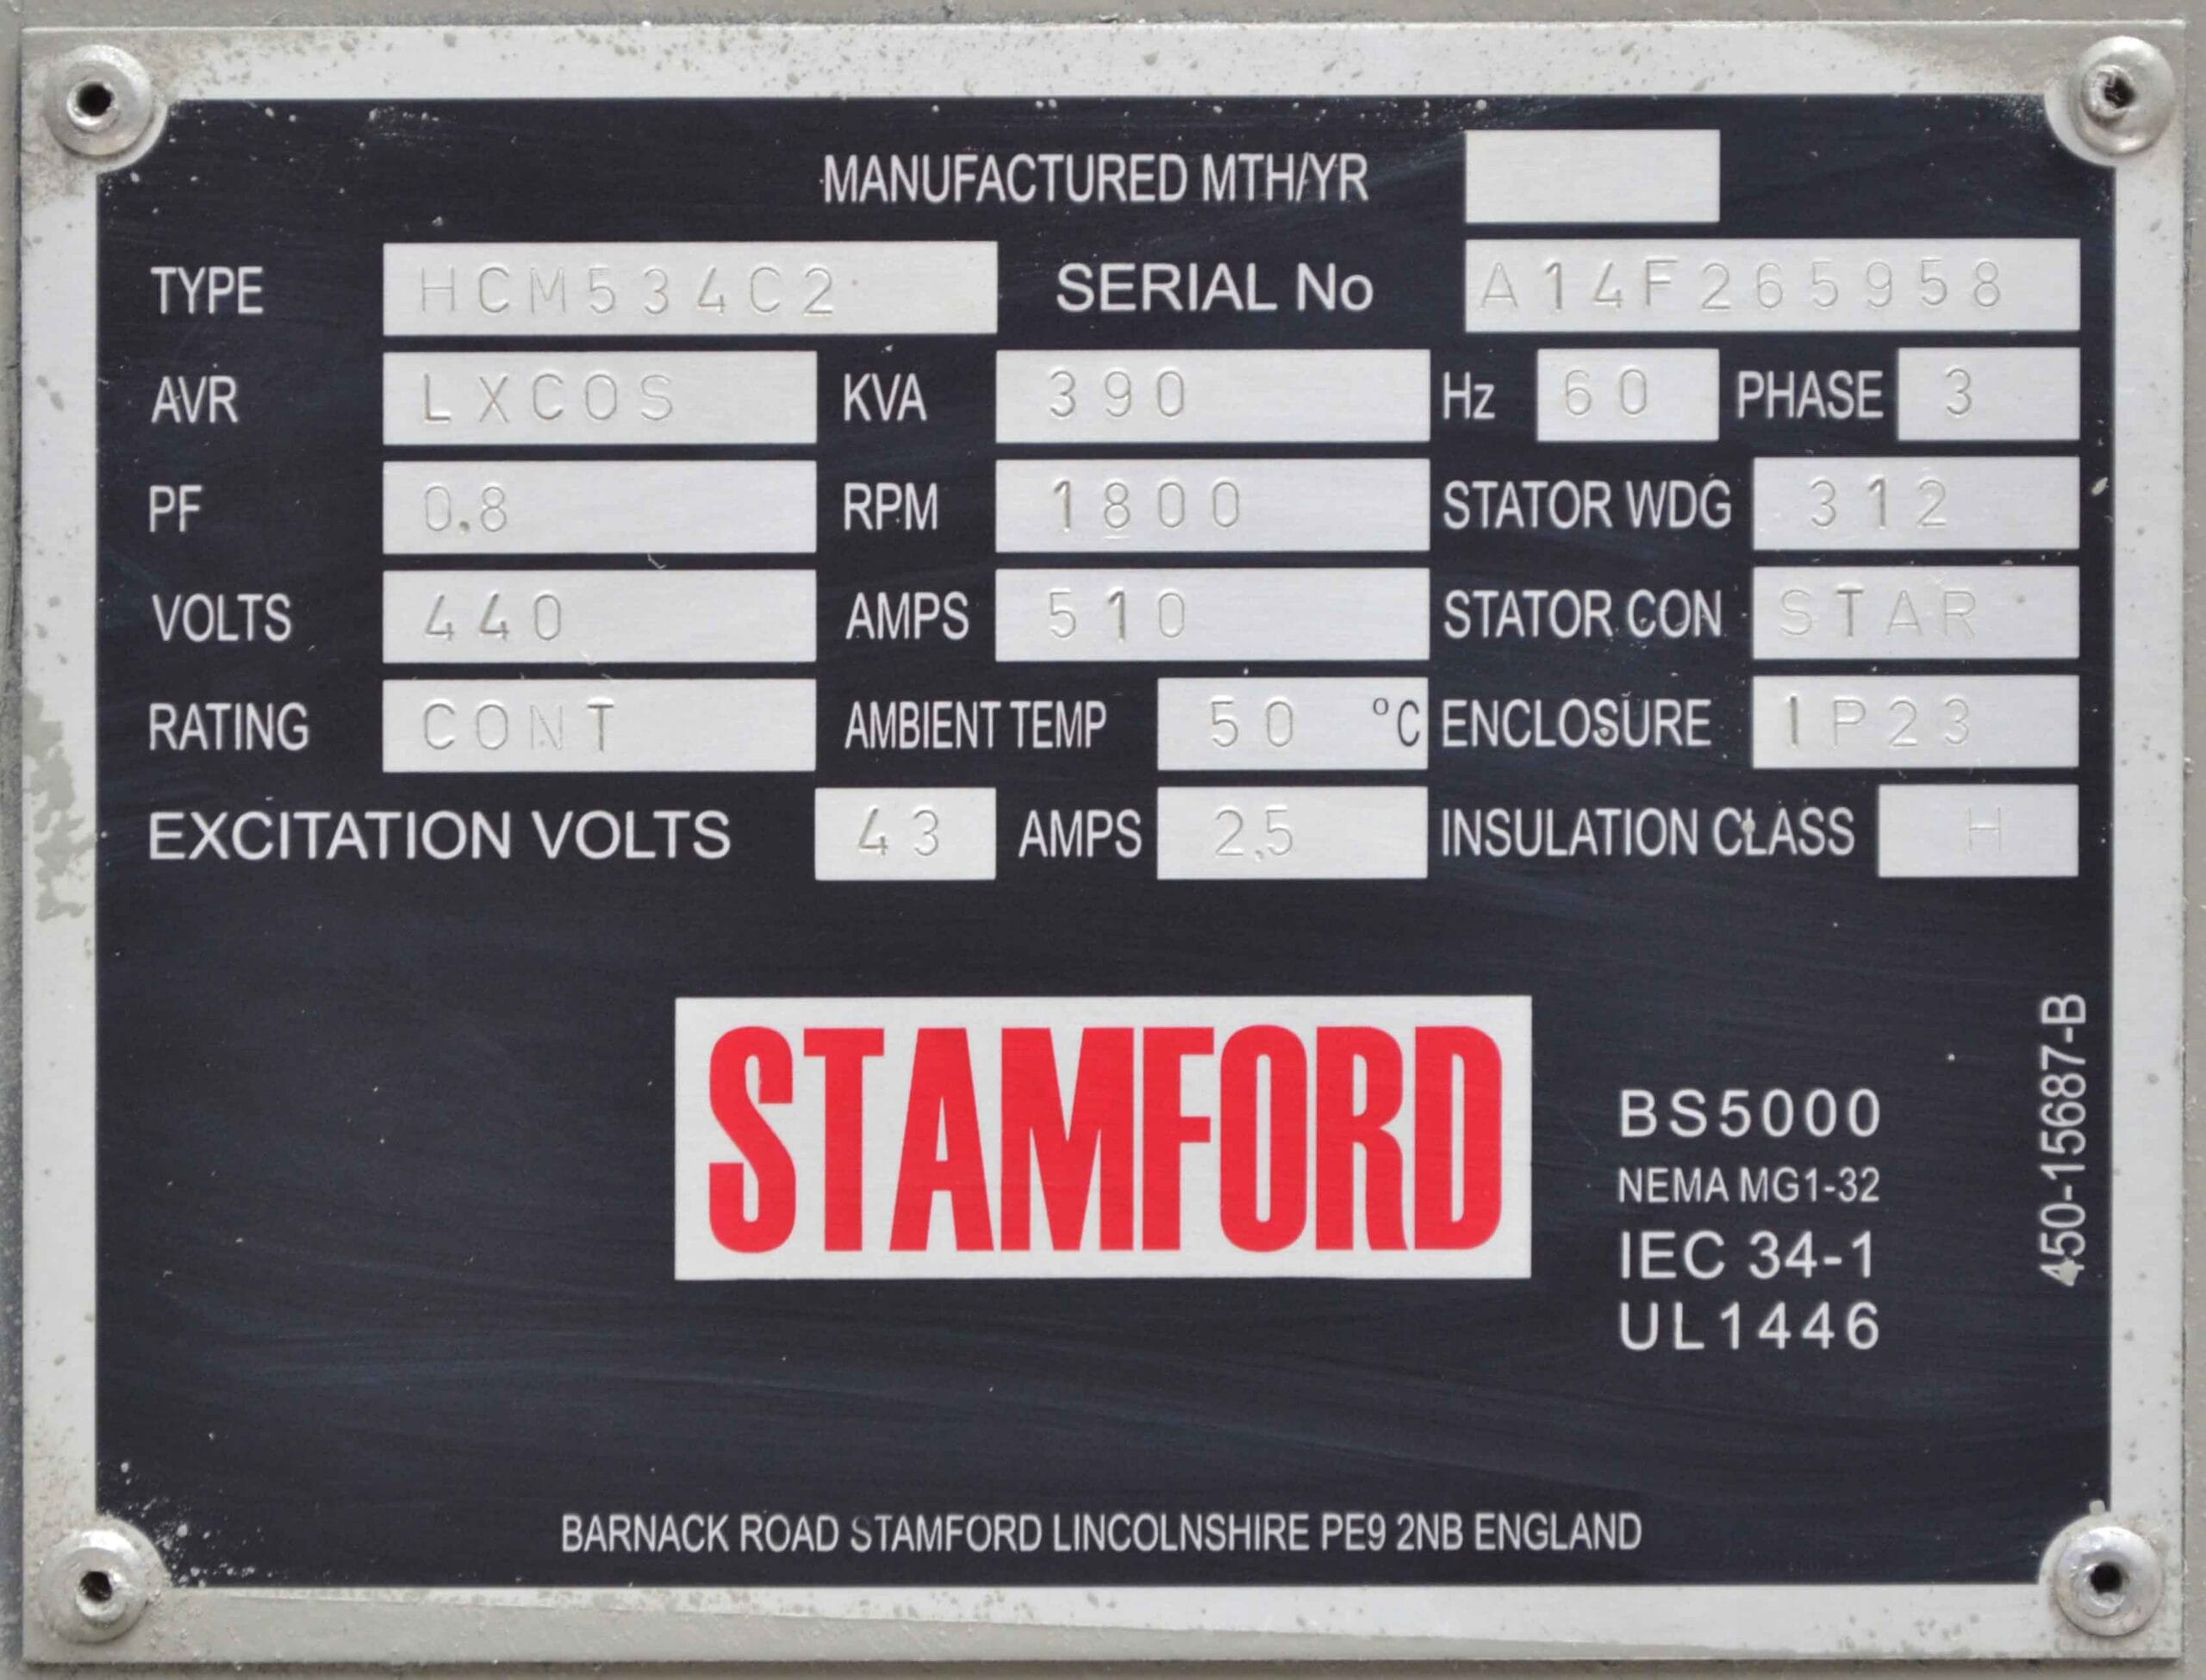 MANUFACTURED MTH/YR
TYPE HCM534C2 SERIAL No A14F265958
AVR LXCOS KVA 390 Hz 60 PHASE 3
PF 0.8 RPM 1800 STATOR WDG 312
VOLTS 440 AMPS 510 STATOR CON STAR
RATING CONT AMBIENT TEMP 50 °C ENCLOSURE IP23
EXCITATION VOLTS 43 AMPS 2,5 INSULATION CLASS H
STAMFORD
BS5000
NEMA MG1-32
IEC 34-1
UL1446
450-15687-B
BARNACK ROAD STAMFORD LINCOLNSHIRE PE9 2NB ENGLAND